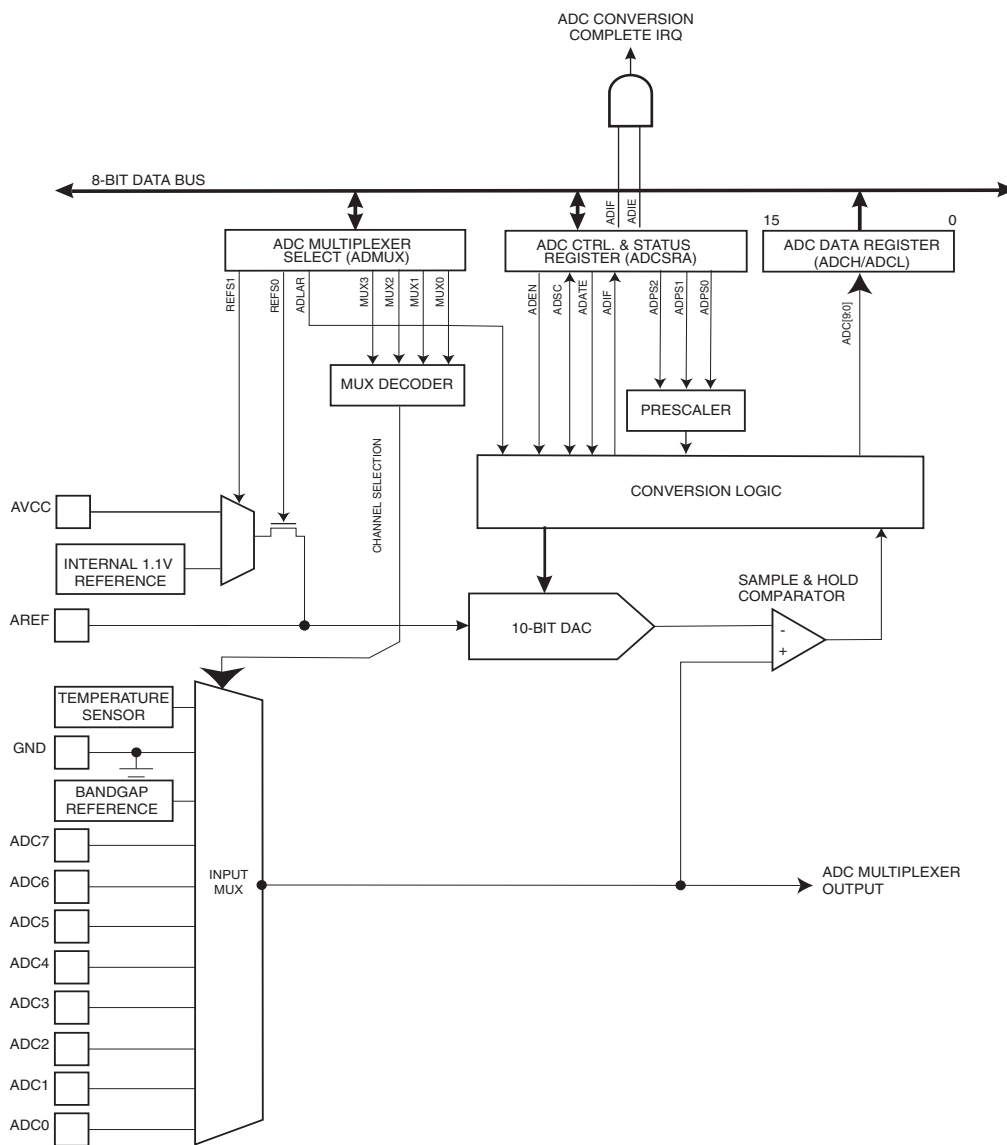 ADC CONVERSION
COMPLETE IRQ
8-BIT DATA BUS
ADIF
ADIE
15
0
ADC MULTIPLEXER
SELECT (ADMUX)
ADC CTRL. & STATUS
REGISTER (ADCSRA)
ADC DATA REGISTER
(ADCH/ADCL)
REFS1
REFS0
ADLAR
MUX3
MUX2
MUX1
MUX0
ADEN
ADSC
ADATE
ADIF
ADPS2
ADPS1
ADPS0
ADC[9:0]
MUX DECODER
PRESCALER
CHANNEL SELECTION
CONVERSION LOGIC
AVCC
INTERNAL 1.1V
REFERENCE
SAMPLE & HOLD
COMPARATOR
AREF
10-BIT DAC
-
+
TEMPERATURE
SENSOR
GND
BANDGAP
REFERENCE
ADC7
ADC6
INPUT
MUX
ADC MULTIPLEXER
OUTPUT
ADC5
ADC4
ADC3
ADC2
ADC1
ADC0